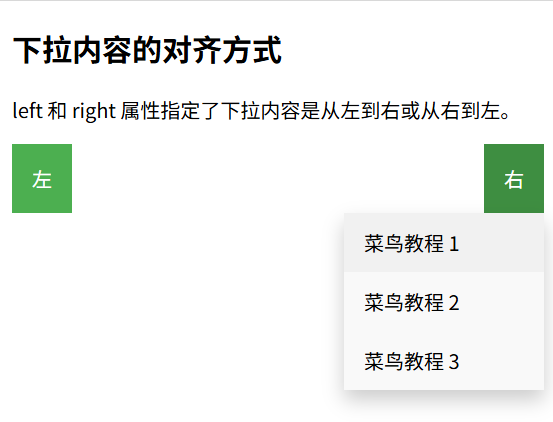 下拉内容的对齐方式
left 和 right 属性指定了下拉内容是从左到右或从右到左。
左 右
菜鸟教程 1
菜鸟教程 2
菜鸟教程 3